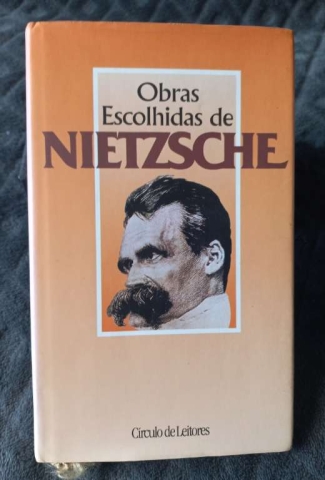 Obras
Escolhidas de
NIETZSCHE
Círculo de Leitores